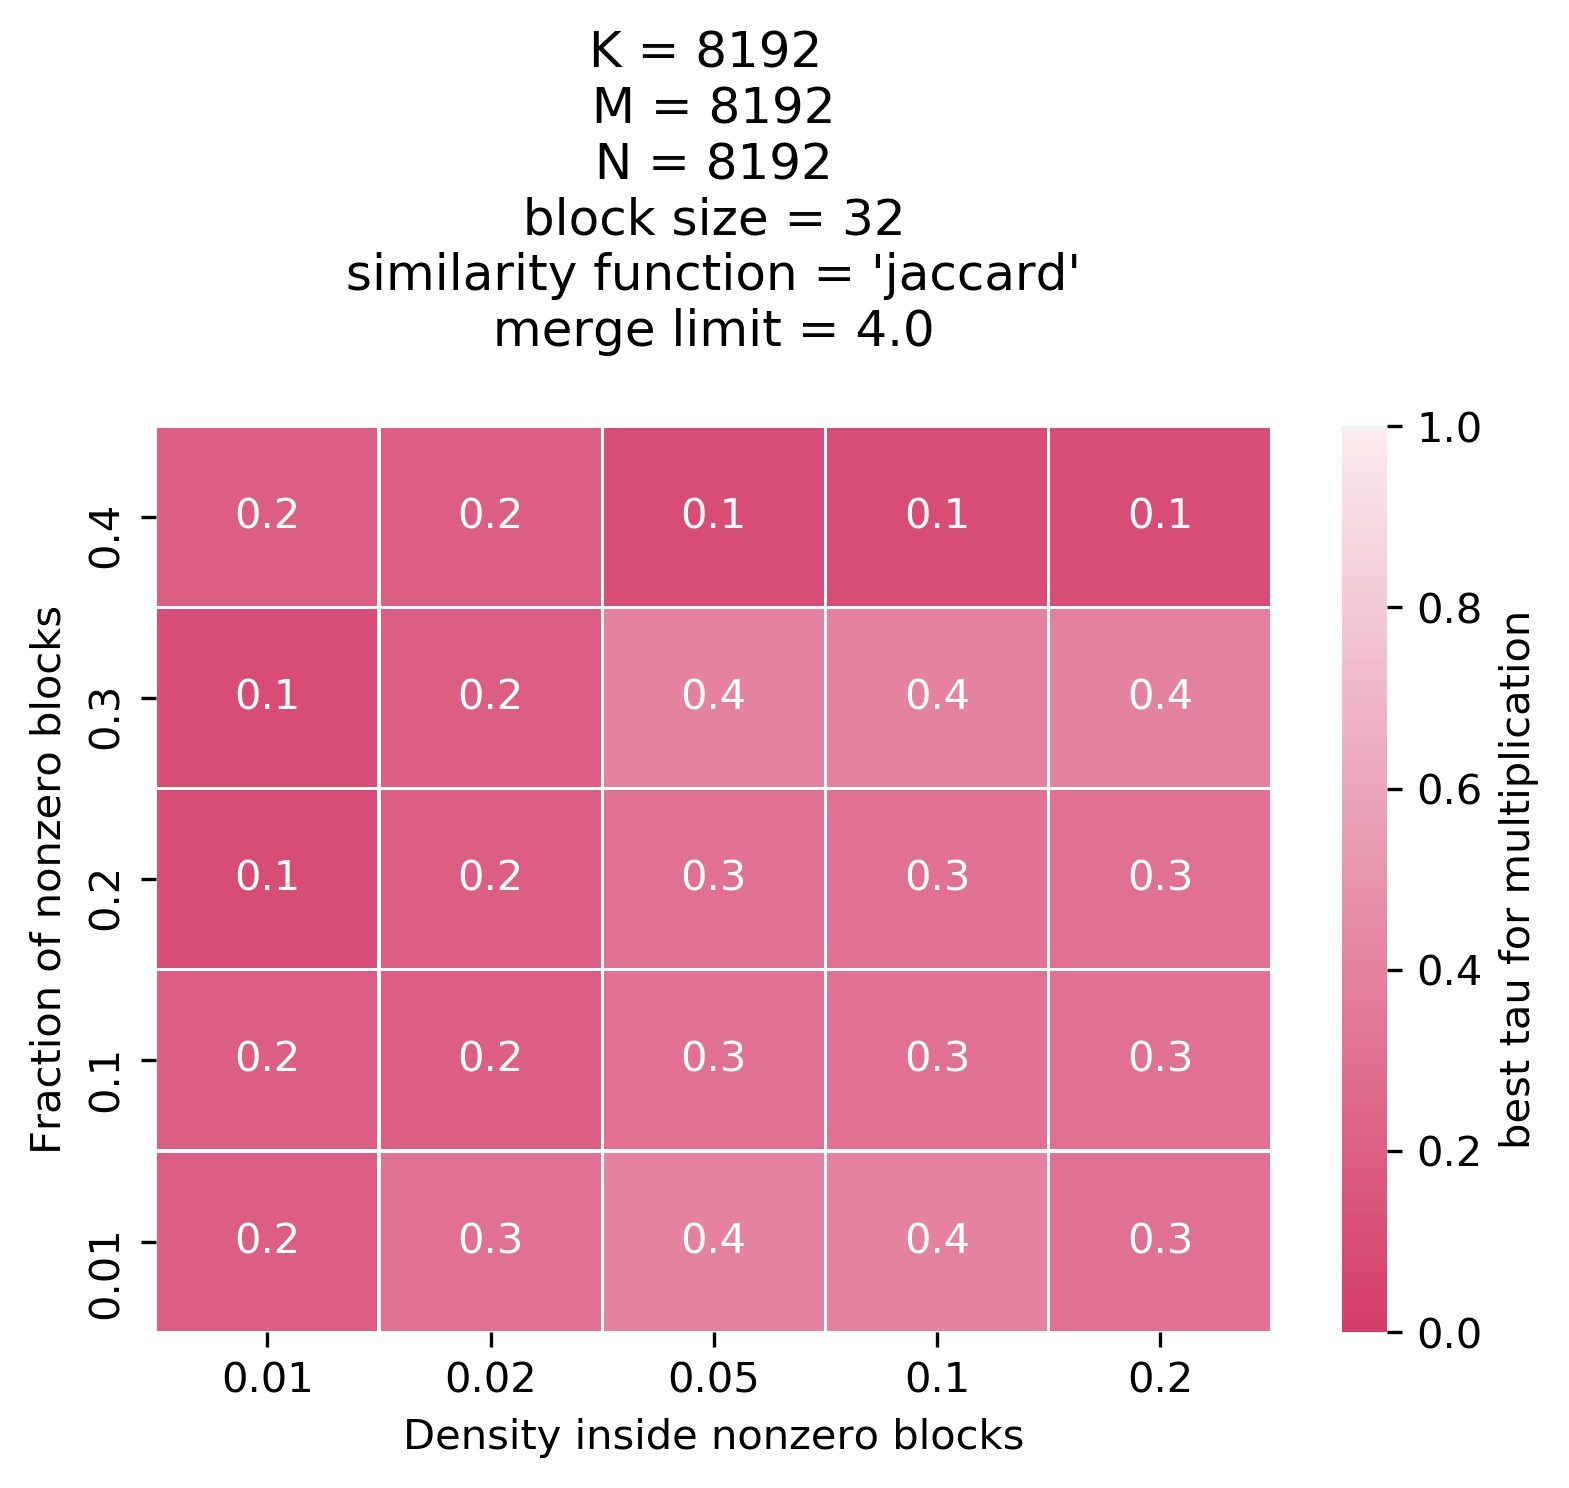 K = 8192
M = 8192
N = 8192
block size = 32
similarity function = 'jaccard'
merge limit = 4.0
Fraction of nonzero blocks
0.4
0.2 0.2 0.1 0.1 0.1
0.3
0.1 0.2 0.4 0.4 0.4
0.2
0.1 0.2 0.3 0.3 0.3
0.1
0.2 0.2 0.3 0.3 0.3
0.01
0.2 0.3 0.4 0.4 0.3
0.01 0.02 0.05 0.1 0.2
Density inside nonzero blocks
1.0
0.8
0.6
0.4
0.2
0.0
best tau for multiplication